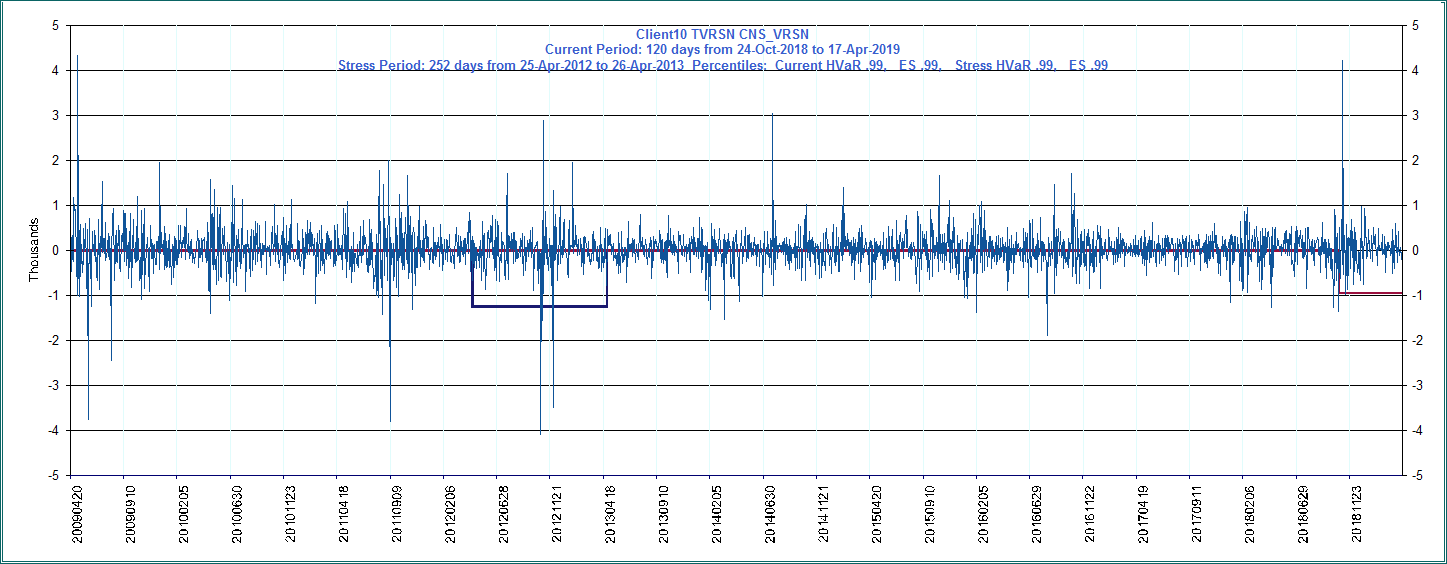 Client10 TVRSN CNS_VRSN
Current Period: 120 days from 24-Oct-2018 to 17-Apr-2019
Stress Period: 252 days from 25-Apr-2012 to 26-Apr-2013 Percentiles: Current HVaR .99, ES .99, Stress HVaR .99, ES .99
5 5
4 4
3 3
2 2
1 1
0 0
-1 -1
-2 -2
-3 -3
-4 -4
-5 -5
Thousands
20090420 20090910 20100205 20100630 20101123 20110418 20110909 20120206 20120628 20121121 20130418 20130910 20140205 20140630 20141121 20150420 20150910 20160205 20160629 20161122 20170419 20170911 20180206 20180629 20181123